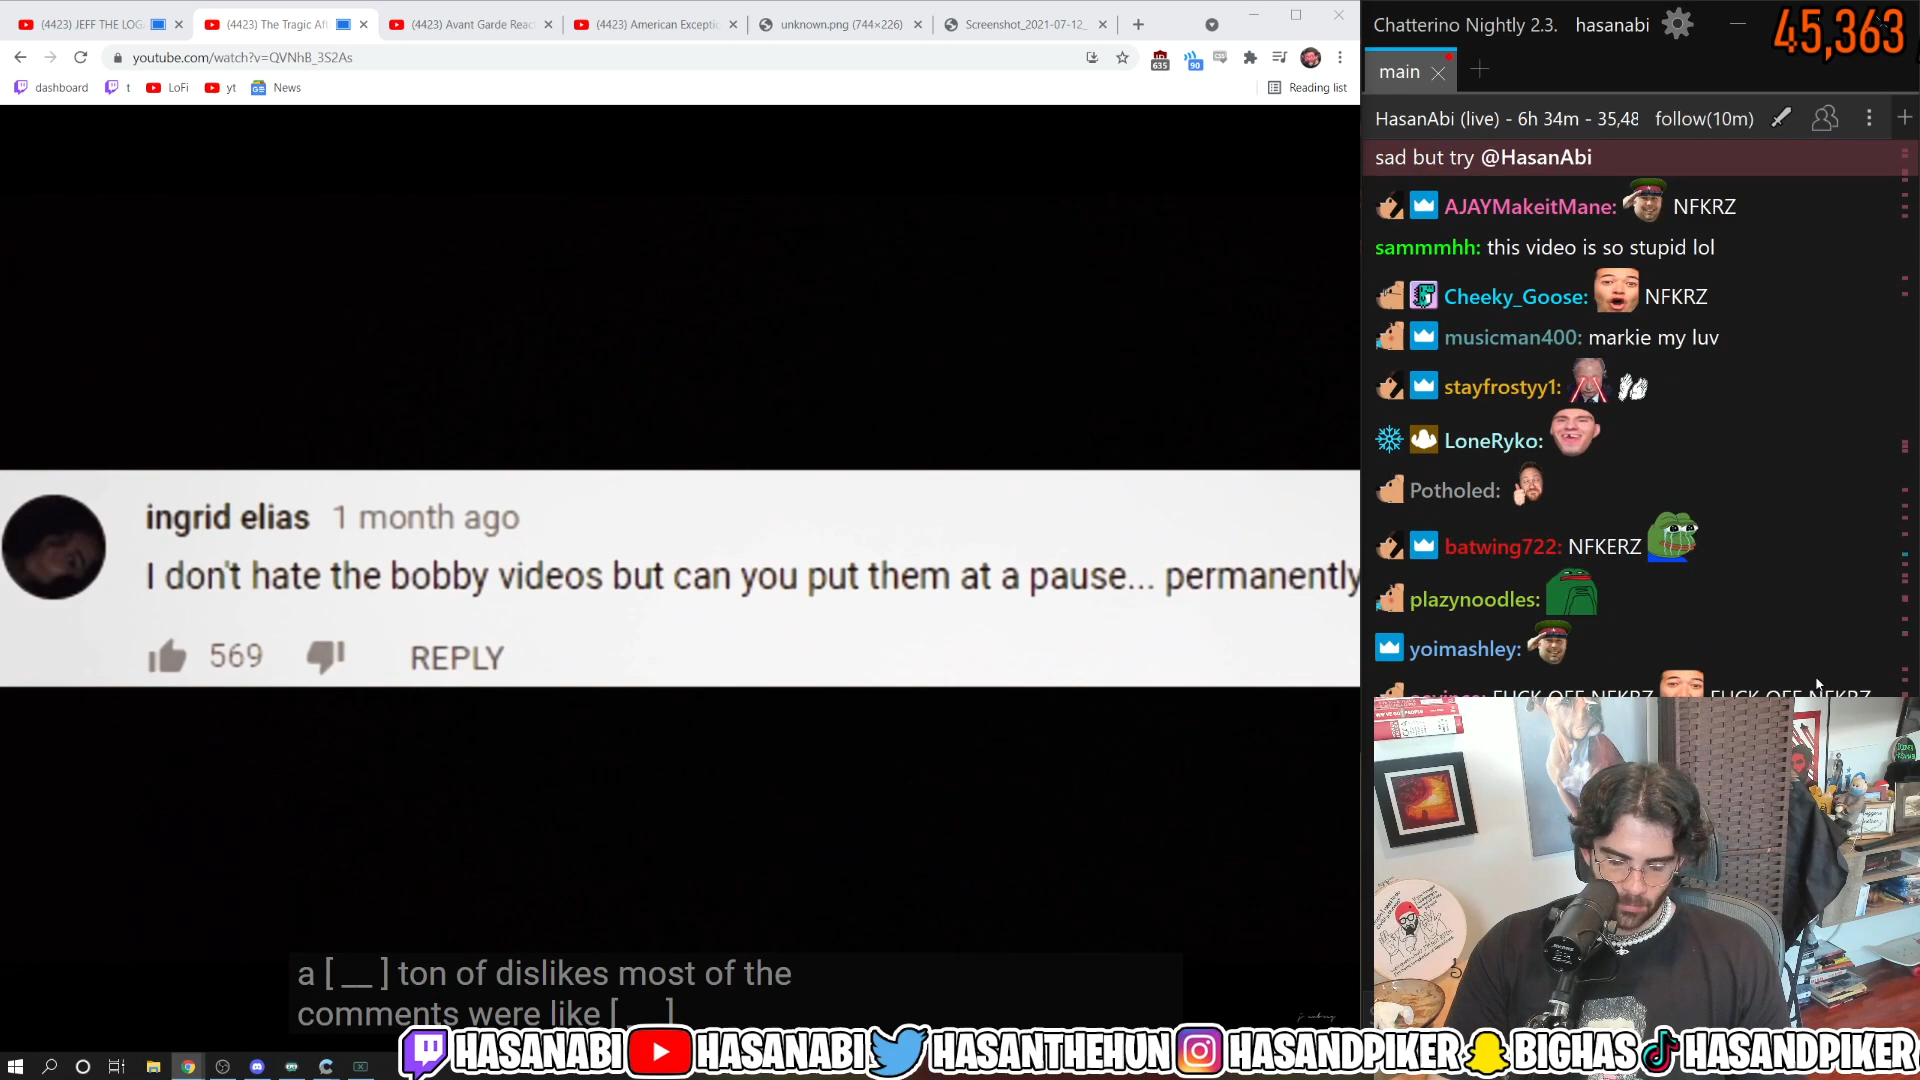 (4423) JEFF THE LOG
(4423) The Tragic Aft
(4423) Avant Garde Reac
(4423) American Excepti
unknown.png (744×226)
Screenshot_2021-07-12_
youtube.com/watch?v=QVNhB_3S2As
635
90
dashboard
t
LoFi
yt
News
Reading list
Chatterino Nightly 2.3.
hasanabi
45,363
main
HasanAbi (live) - 6h 34m - 35,48
follow(10m)
sad but try @HasanAbi
AJAYMakeitMane: NFKRZ
sammmhh: this video is so stupid lol
Cheeky_Goose: NFKRZ
musicman400: markie my luv
stayfrostyy1:
LoneRyko:
Potholed:
batwing722: NFKERZ
plazynoodles:
yoimashley:
FUCK OFF NFKRZ FUCK OFF NFKRZ
ingrid elias 1 month ago
I don't hate the bobby videos but can you put them at a pause... permanently
569 REPLY
a [ __ ] ton of dislikes most of the
comments were like [ __ ]
HASANABI HASANABI HASANTHEHUN HASANDPIKER BIGHAS HASANDPIKER